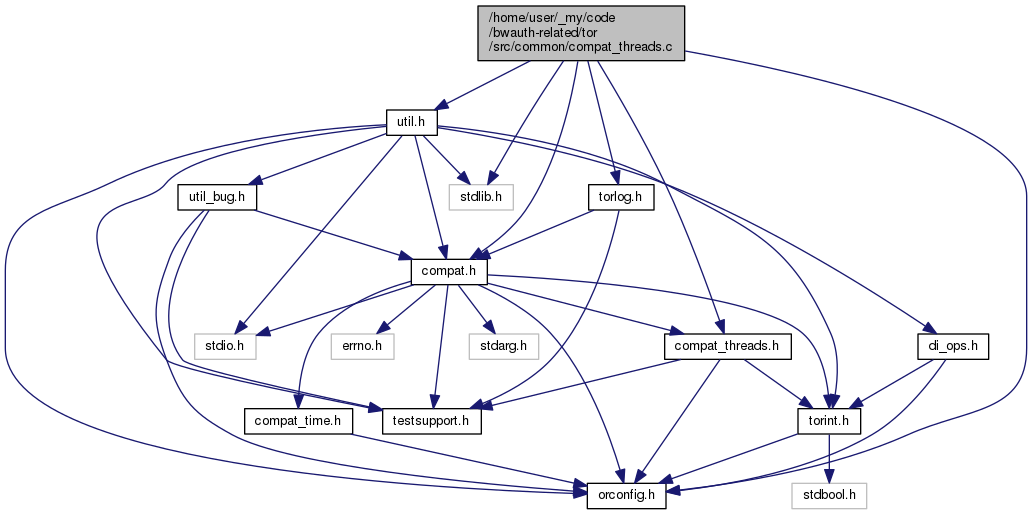 /home/user/_my/code
/bwauth-related/tor
/src/common/compat_threads.c
util.h
util_bug.h
stdlib.h
torlog.h
compat.h
stdio.h
errno.h
stdarg.h
compat_threads.h
di_ops.h
compat_time.h
testsupport.h
torint.h
orconfig.h
stdbool.h